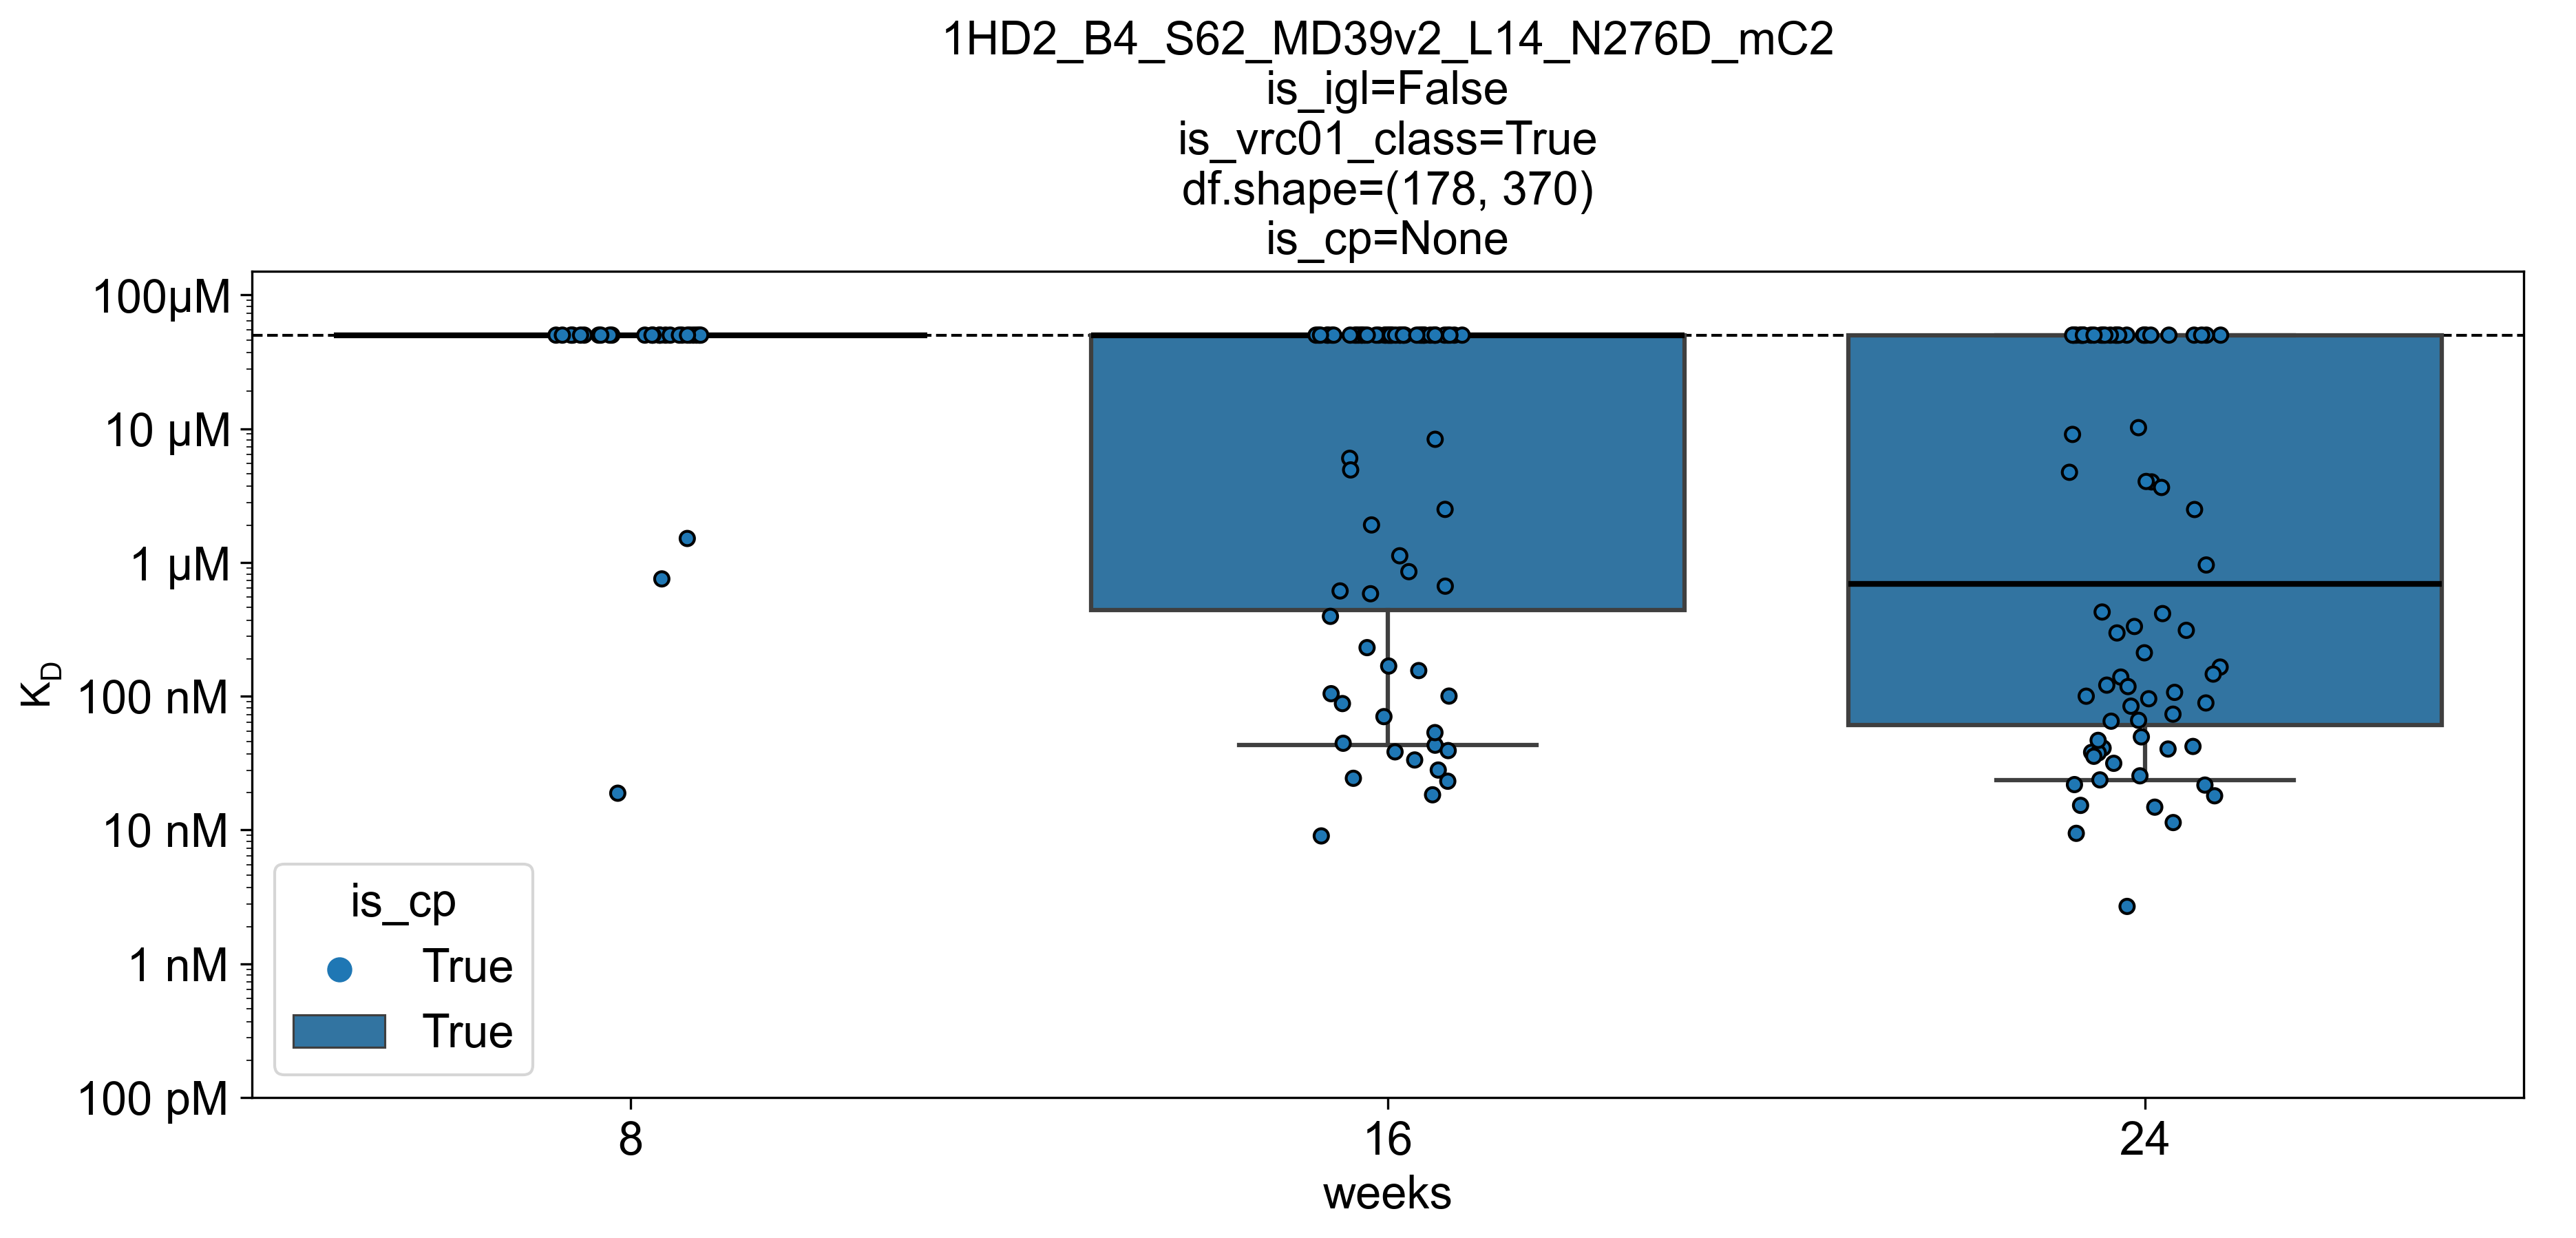 1HD2_B4_S62_MD39v2_L14_N276D_mC2
is_igl=False
is_vrc01_class=True
df.shape=(178, 370)
is_cp=None
100µM
10 µM
1 µM
100 nM
10 nM
1 nM
100 pM
K_D
is_cp
True
True
8
16
24
weeks